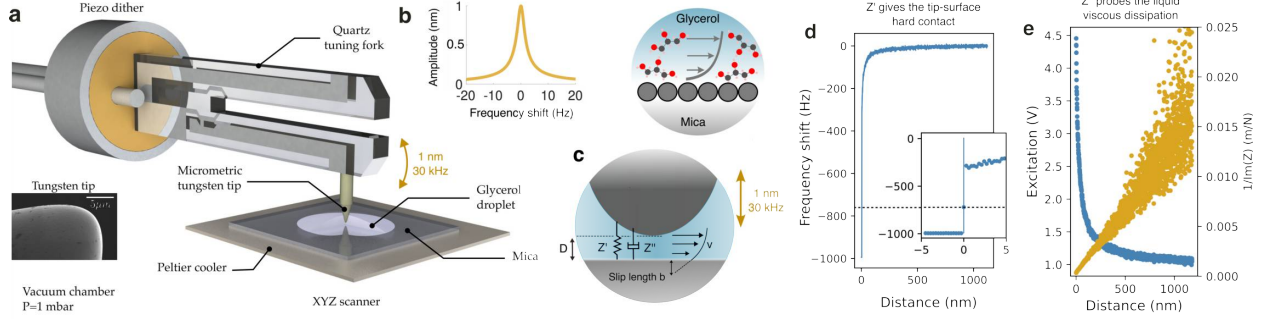 a
Piezo dither
Quartz
tuning fork
1 nm
30 kHz
Micrometric
tungsten tip
Glycerol
droplet
Tungsten tip
5μm
Mica
Peltier cooler
Vacuum chamber
P=1 mbar
XYZ scanner
b
Amplitude (nm)
1
0.5
0
-20 -10 0 10 20
Frequency shift (Hz)
Glycerol
Mica
c
1 nm
30 kHz
D
Z' Z'' v
Slip length b
Z' gives the tip-surface
hard contact
d
Frequency shift (Hz)
0
−200
−400
−600
−800
−1000
0
−500
−1000
−5 0 5
0 500 1000
Distance (nm)
Z'' probes the liquid
viscous dissipation
e
Excitation (V)
4.5
4.0
3.5
3.0
2.5
2.0
1.5
1.0
0.025
0.020
0.015
0.010
0.005
0.000
1/Im(Z) (m/N)
0 500 1000
Distance (nm)